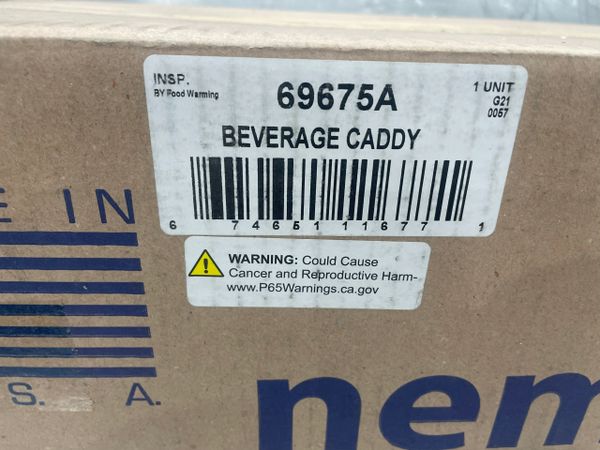 INSP.
BY Food Warming
69675A
1 UNIT
G21
0057
BEVERAGE CADDY
6 74651 11677 1
WARNING: Could Cause
Cancer and Reproductive Harm-
www.P65Warnings.ca.gov
E IN
S. A.
nem